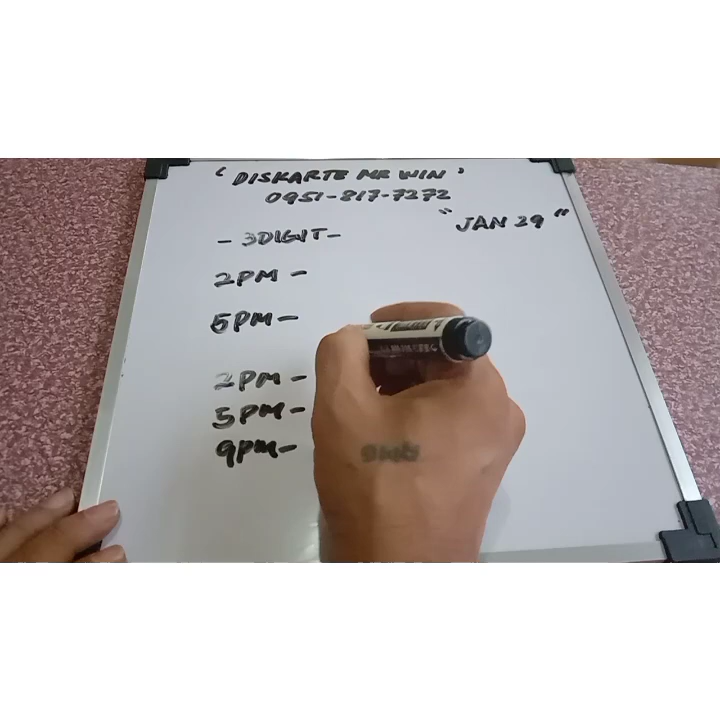 ‘ DISKARTE MR WIN ’
0951-817-7272
" JAN 29 "
- 3DIGIT -
2PM -
5PM -
2PM -
5PM -
9PM -